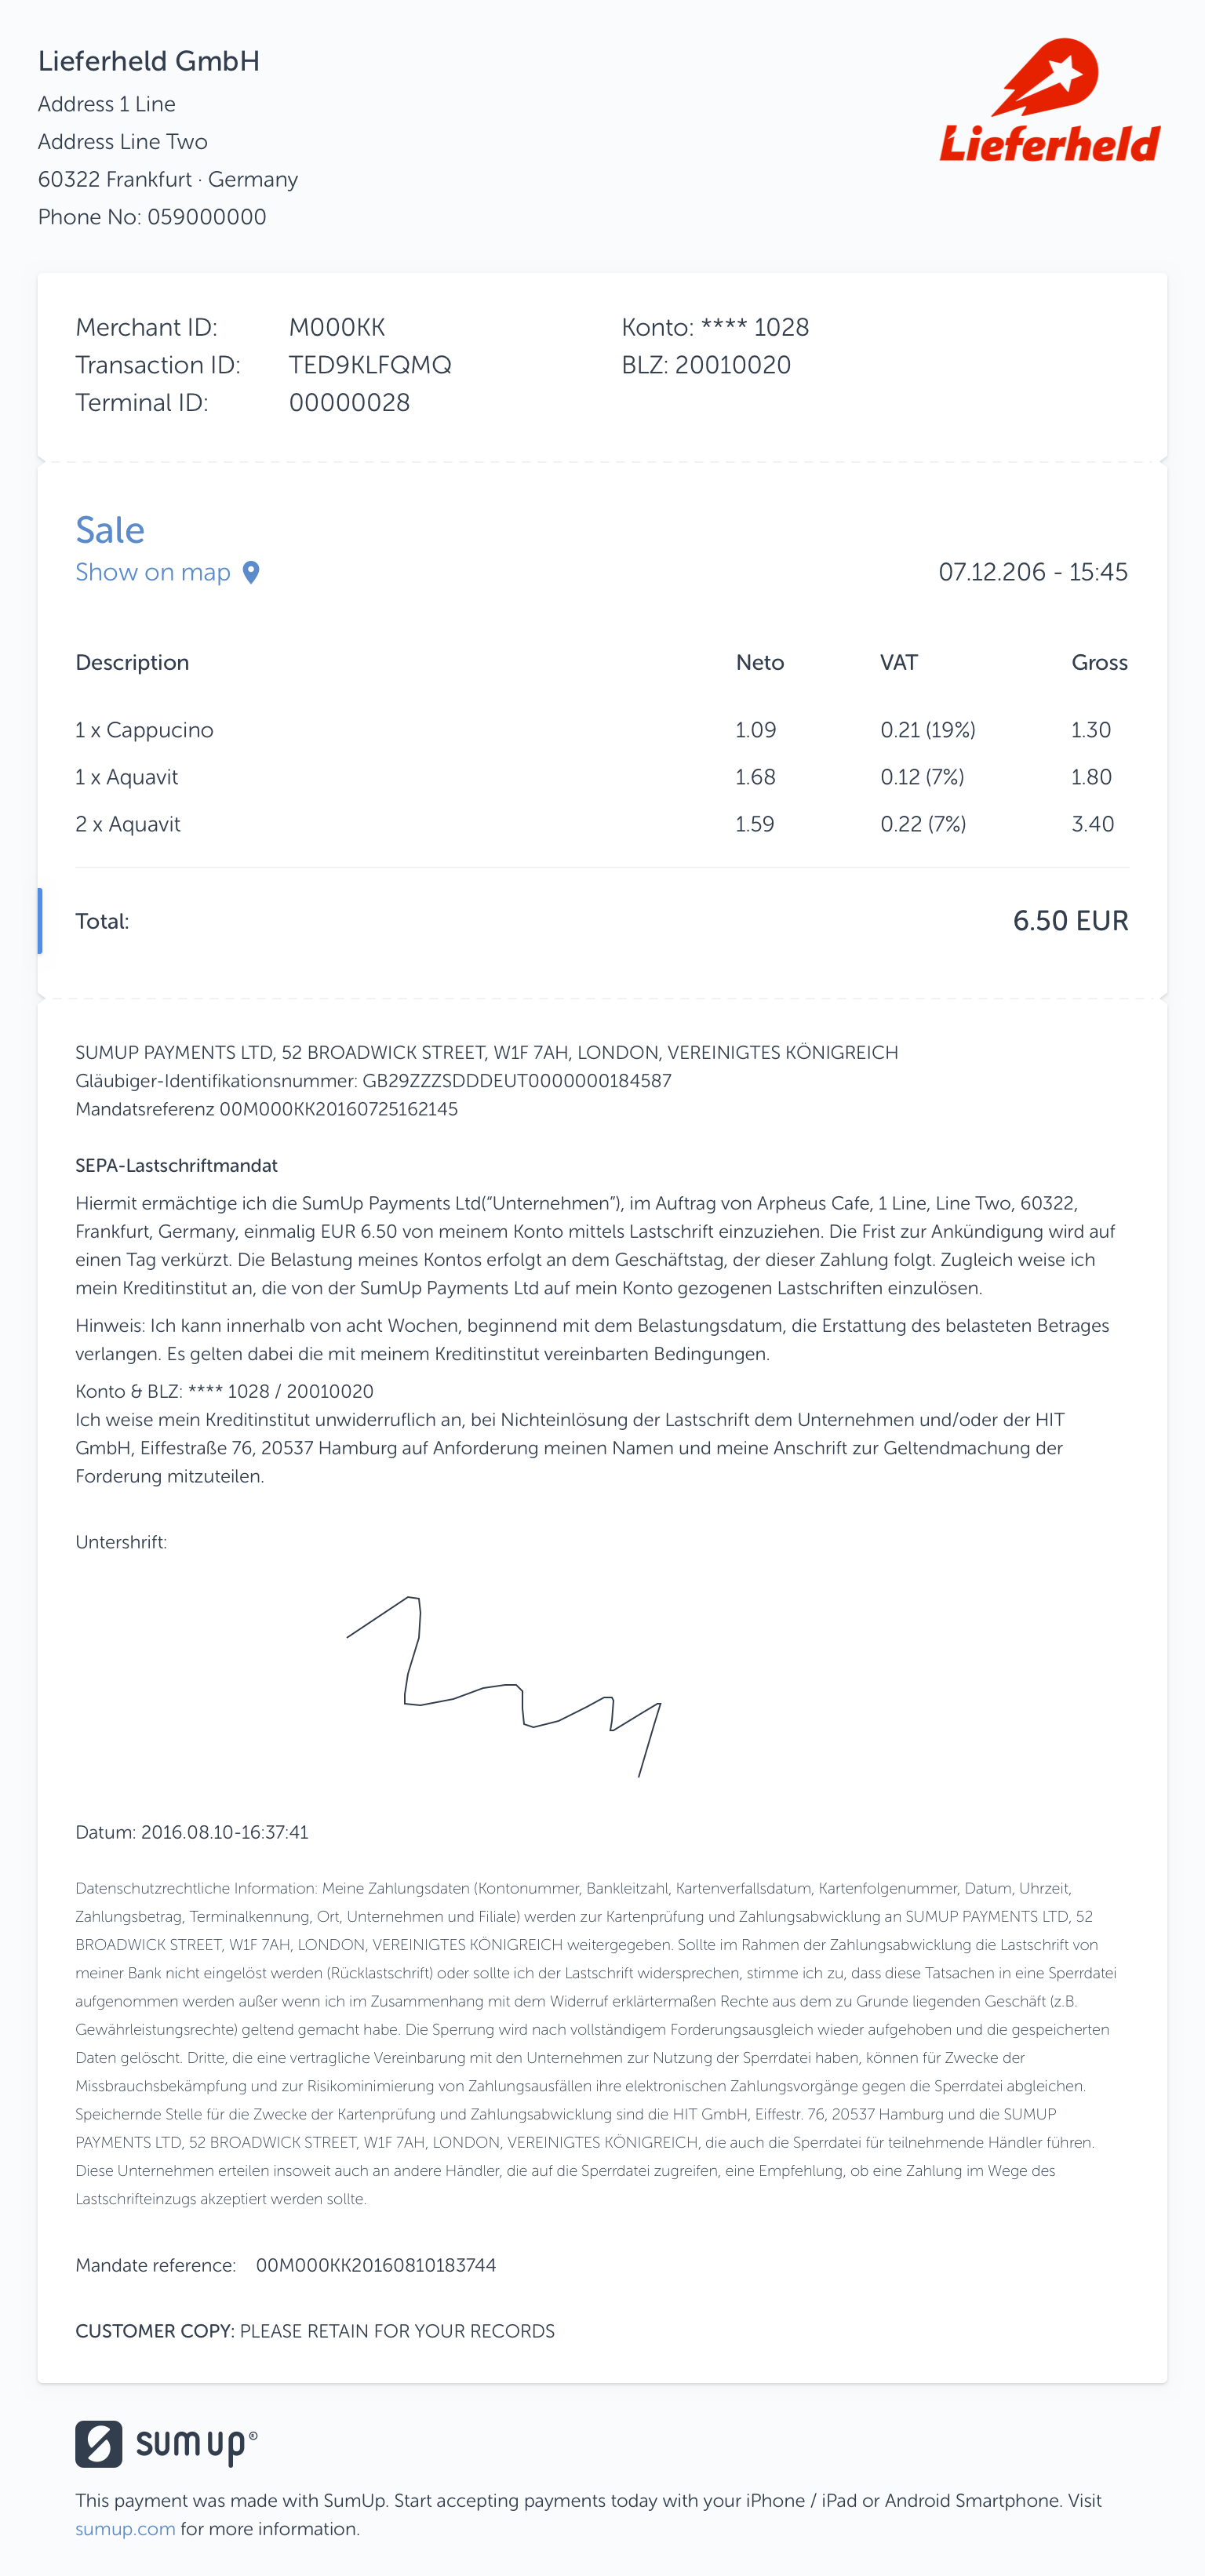 Lieferheld GmbH
Address 1 Line
Address Line Two
60322 Frankfurt · Germany
Phone No: 059000000
Lieferheld
Merchant ID: M000KK Konto: **** 1028
Transaction ID: TED9KLFQMQ BLZ: 20010020
Terminal ID: 00000028
Sale
Show on map 07.12.206 - 15:45
Description Neto VAT Gross
1 x Cappucino 1.09 0.21 (19%) 1.30
1 x Aquavit 1.68 0.12 (7%) 1.80
2 x Aquavit 1.59 0.22 (7%) 3.40
Total: 6.50 EUR
SUMUP PAYMENTS LTD, 52 BROADWICK STREET, W1F 7AH, LONDON, VEREINIGTES KÖNIGREICH
Gläubiger-Identifikationsnummer: GB29ZZZSDDDEUT0000000184587
Mandatsreferenz 00M000KK20160725162145
SEPA-Lastschriftmandat
Hiermit ermächtige ich die SumUp Payments Ltd(“Unternehmen”), im Auftrag von Arpheus Cafe, 1 Line, Line Two, 60322,
Frankfurt, Germany, einmalig EUR 6.50 von meinem Konto mittels Lastschrift einzuziehen. Die Frist zur Ankündigung wird auf
einen Tag verkürzt. Die Belastung meines Kontos erfolgt an dem Geschäftstag, der dieser Zahlung folgt. Zugleich weise ich
mein Kreditinstitut an, die von der SumUp Payments Ltd auf mein Konto gezogenen Lastschriften einzulösen.
Hinweis: Ich kann innerhalb von acht Wochen, beginnend mit dem Belastungsdatum, die Erstattung des belasteten Betrages
verlangen. Es gelten dabei die mit meinem Kreditinstitut vereinbarten Bedingungen.
Konto & BLZ: **** 1028 / 20010020
Ich weise mein Kreditinstitut unwiderruflich an, bei Nichteinlösung der Lastschrift dem Unternehmen und/oder der HIT
GmbH, Eiffestraße 76, 20537 Hamburg auf Anforderung meinen Namen und meine Anschrift zur Geltendmachung der
Forderung mitzuteilen.
Untershrift:
Datum: 2016.08.10-16:37:41
Datenschutzrechtliche Information: Meine Zahlungsdaten (Kontonummer, Bankleitzahl, Kartenverfallsdatum, Kartenfolgenummer, Datum, Uhrzeit,
Zahlungsbetrag, Terminalkennung, Ort, Unternehmen und Filiale) werden zur Kartenprüfung und Zahlungsabwicklung an SUMUP PAYMENTS LTD, 52
BROADWICK STREET, W1F 7AH, LONDON, VEREINIGTES KÖNIGREICH weitergegeben. Sollte im Rahmen der Zahlungsabwicklung die Lastschrift von
meiner Bank nicht eingelöst werden (Rücklastschrift) oder sollte ich der Lastschrift widersprechen, stimme ich zu, dass diese Tatsachen in eine Sperrdatei
aufgenommen werden außer wenn ich im Zusammenhang mit dem Widerruf erklärtermaßen Rechte aus dem zu Grunde liegenden Geschäft (z.B.
Gewährleistungsrechte) geltend gemacht habe. Die Sperrung wird nach vollständigem Forderungsausgleich wieder aufgehoben und die gespeicherten
Daten gelöscht. Dritte, die eine vertragliche Vereinbarung mit den Unternehmen zur Nutzung der Sperrdatei haben, können für Zwecke der
Missbrauchsbekämpfung und zur Risikominimierung von Zahlungsausfällen ihre elektronischen Zahlungsvorgänge gegen die Sperrdatei abgleichen.
Speichernde Stelle für die Zwecke der Kartenprüfung und Zahlungsabwicklung sind die HIT GmbH, Eiffestr. 76, 20537 Hamburg und die SUMUP
PAYMENTS LTD, 52 BROADWICK STREET, W1F 7AH, LONDON, VEREINIGTES KÖNIGREICH, die auch die Sperrdatei für teilnehmende Händler führen.
Diese Unternehmen erteilen insoweit auch an andere Händler, die auf die Sperrdatei zugreifen, eine Empfehlung, ob eine Zahlung im Wege des
Lastschrifteinzugs akzeptiert werden sollte.
Mandate reference: 00M000KK20160810183744
CUSTOMER COPY: PLEASE RETAIN FOR YOUR RECORDS
sumup®
This payment was made with SumUp. Start accepting payments today with your iPhone / iPad or Android Smartphone. Visit
sumup.com for more information.